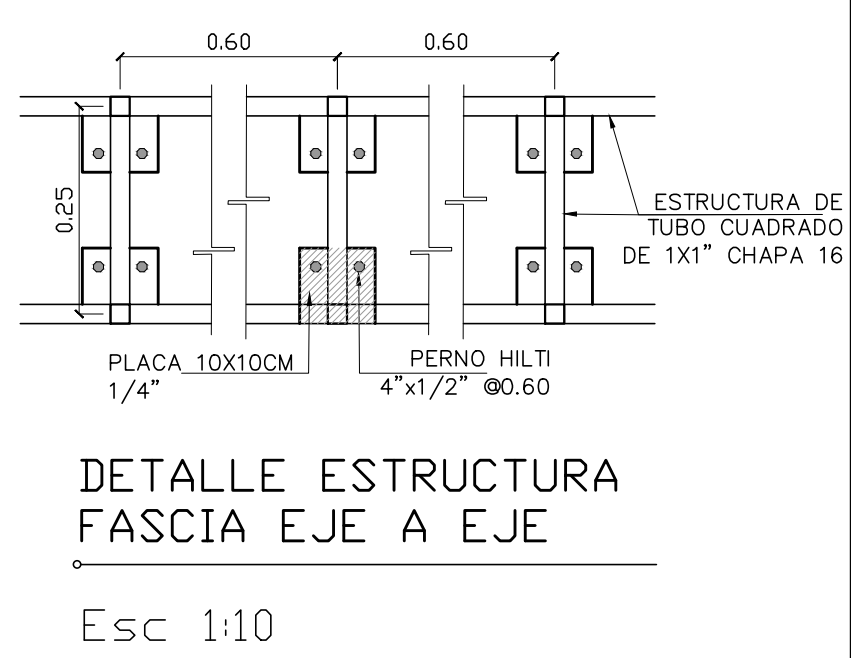 0.60
0.60
0.25
ESTRUCTURA DE
TUBO CUADRADO
DE 1X1” CHAPA 16
PLACA 10X10CM
1/4”
PERNO HILTI
4”x1/2” @0.60
DETALLE ESTRUCTURA
FASCIA EJE A EJE
Esc 1:10